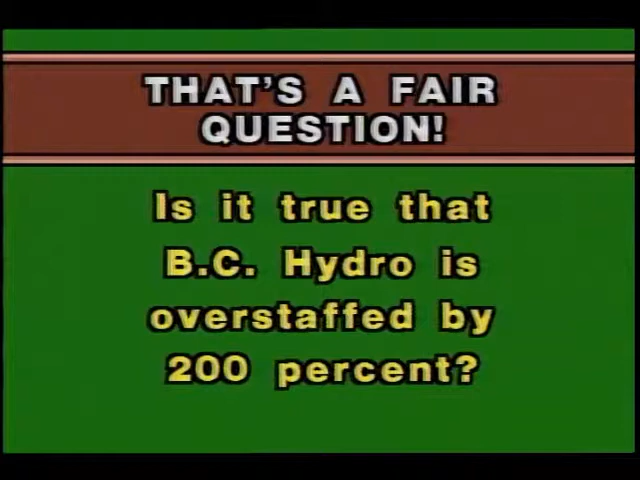 THAT'S A FAIR
QUESTION!
Is it true that
B.C. Hydro is
overstaffed by
200 percent?